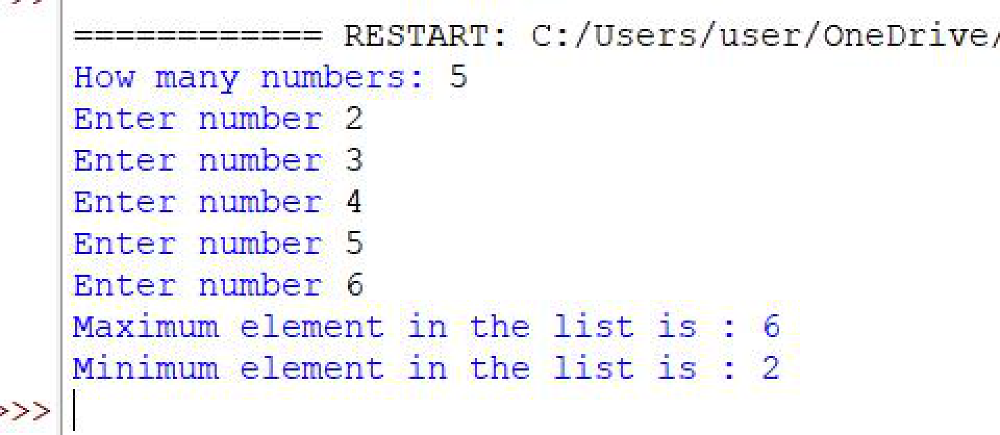 ============ RESTART: C:/Users/user/OneDrive/
How many numbers: 5
Enter number 2
Enter number 3
Enter number 4
Enter number 5
Enter number 6
Maximum element in the list is : 6
Minimum element in the list is : 2
>>>